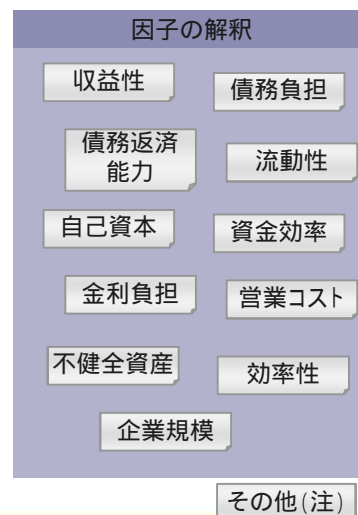 因子の解釈
収益性
債務負担
債務返済
能力
流動性
自己資本
資金効率
金利負担
営業コスト
不健全資産
効率性
企業規模
その他(注)